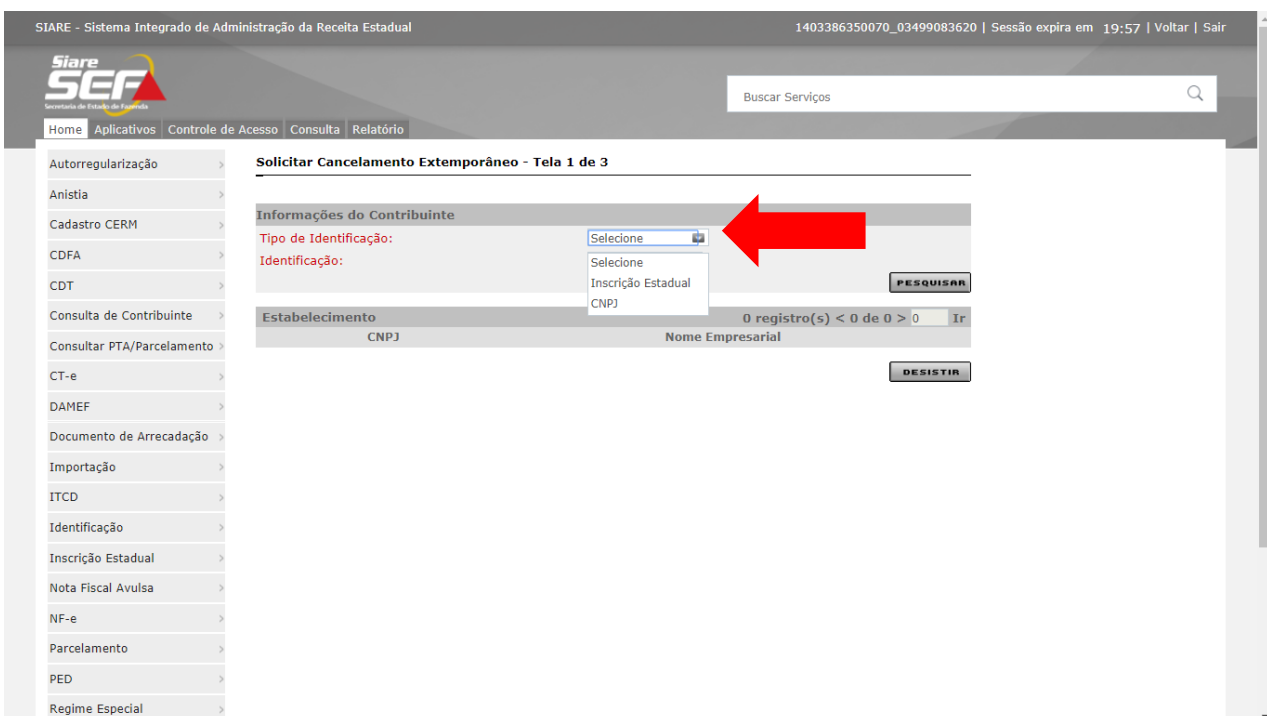 SIARE - Sistema Integrado de Administração da Receita Estadual
1403386350070_03499083620 | Sessão expira em 19:57 | Voltar | Sair
Siare
SEF
Secretaria de Estado de Fazenda
Buscar Serviços
Home Aplicativos Controle de Acesso Consulta Relatório
Autorregularização
Anistia
Cadastro CERM
CDFA
CDT
Consulta de Contribuinte
Consultar PTA/Parcelamento
CT-e
DAMEF
Documento de Arrecadação
Importação
ITCD
Identificação
Inscrição Estadual
Nota Fiscal Avulsa
NF-e
Parcelamento
PED
Regime Especial
Solicitar Cancelamento Extemporâneo - Tela 1 de 3
Informações do Contribuinte
Tipo de Identificação: Selecione
Identificação:
Selecione
Inscrição Estadual
CNPJ
PESQUISAR
Estabelecimento 0 registro(s) < 0 de 0 > 0 Ir
CNPJ Nome Empresarial
DESISTIR